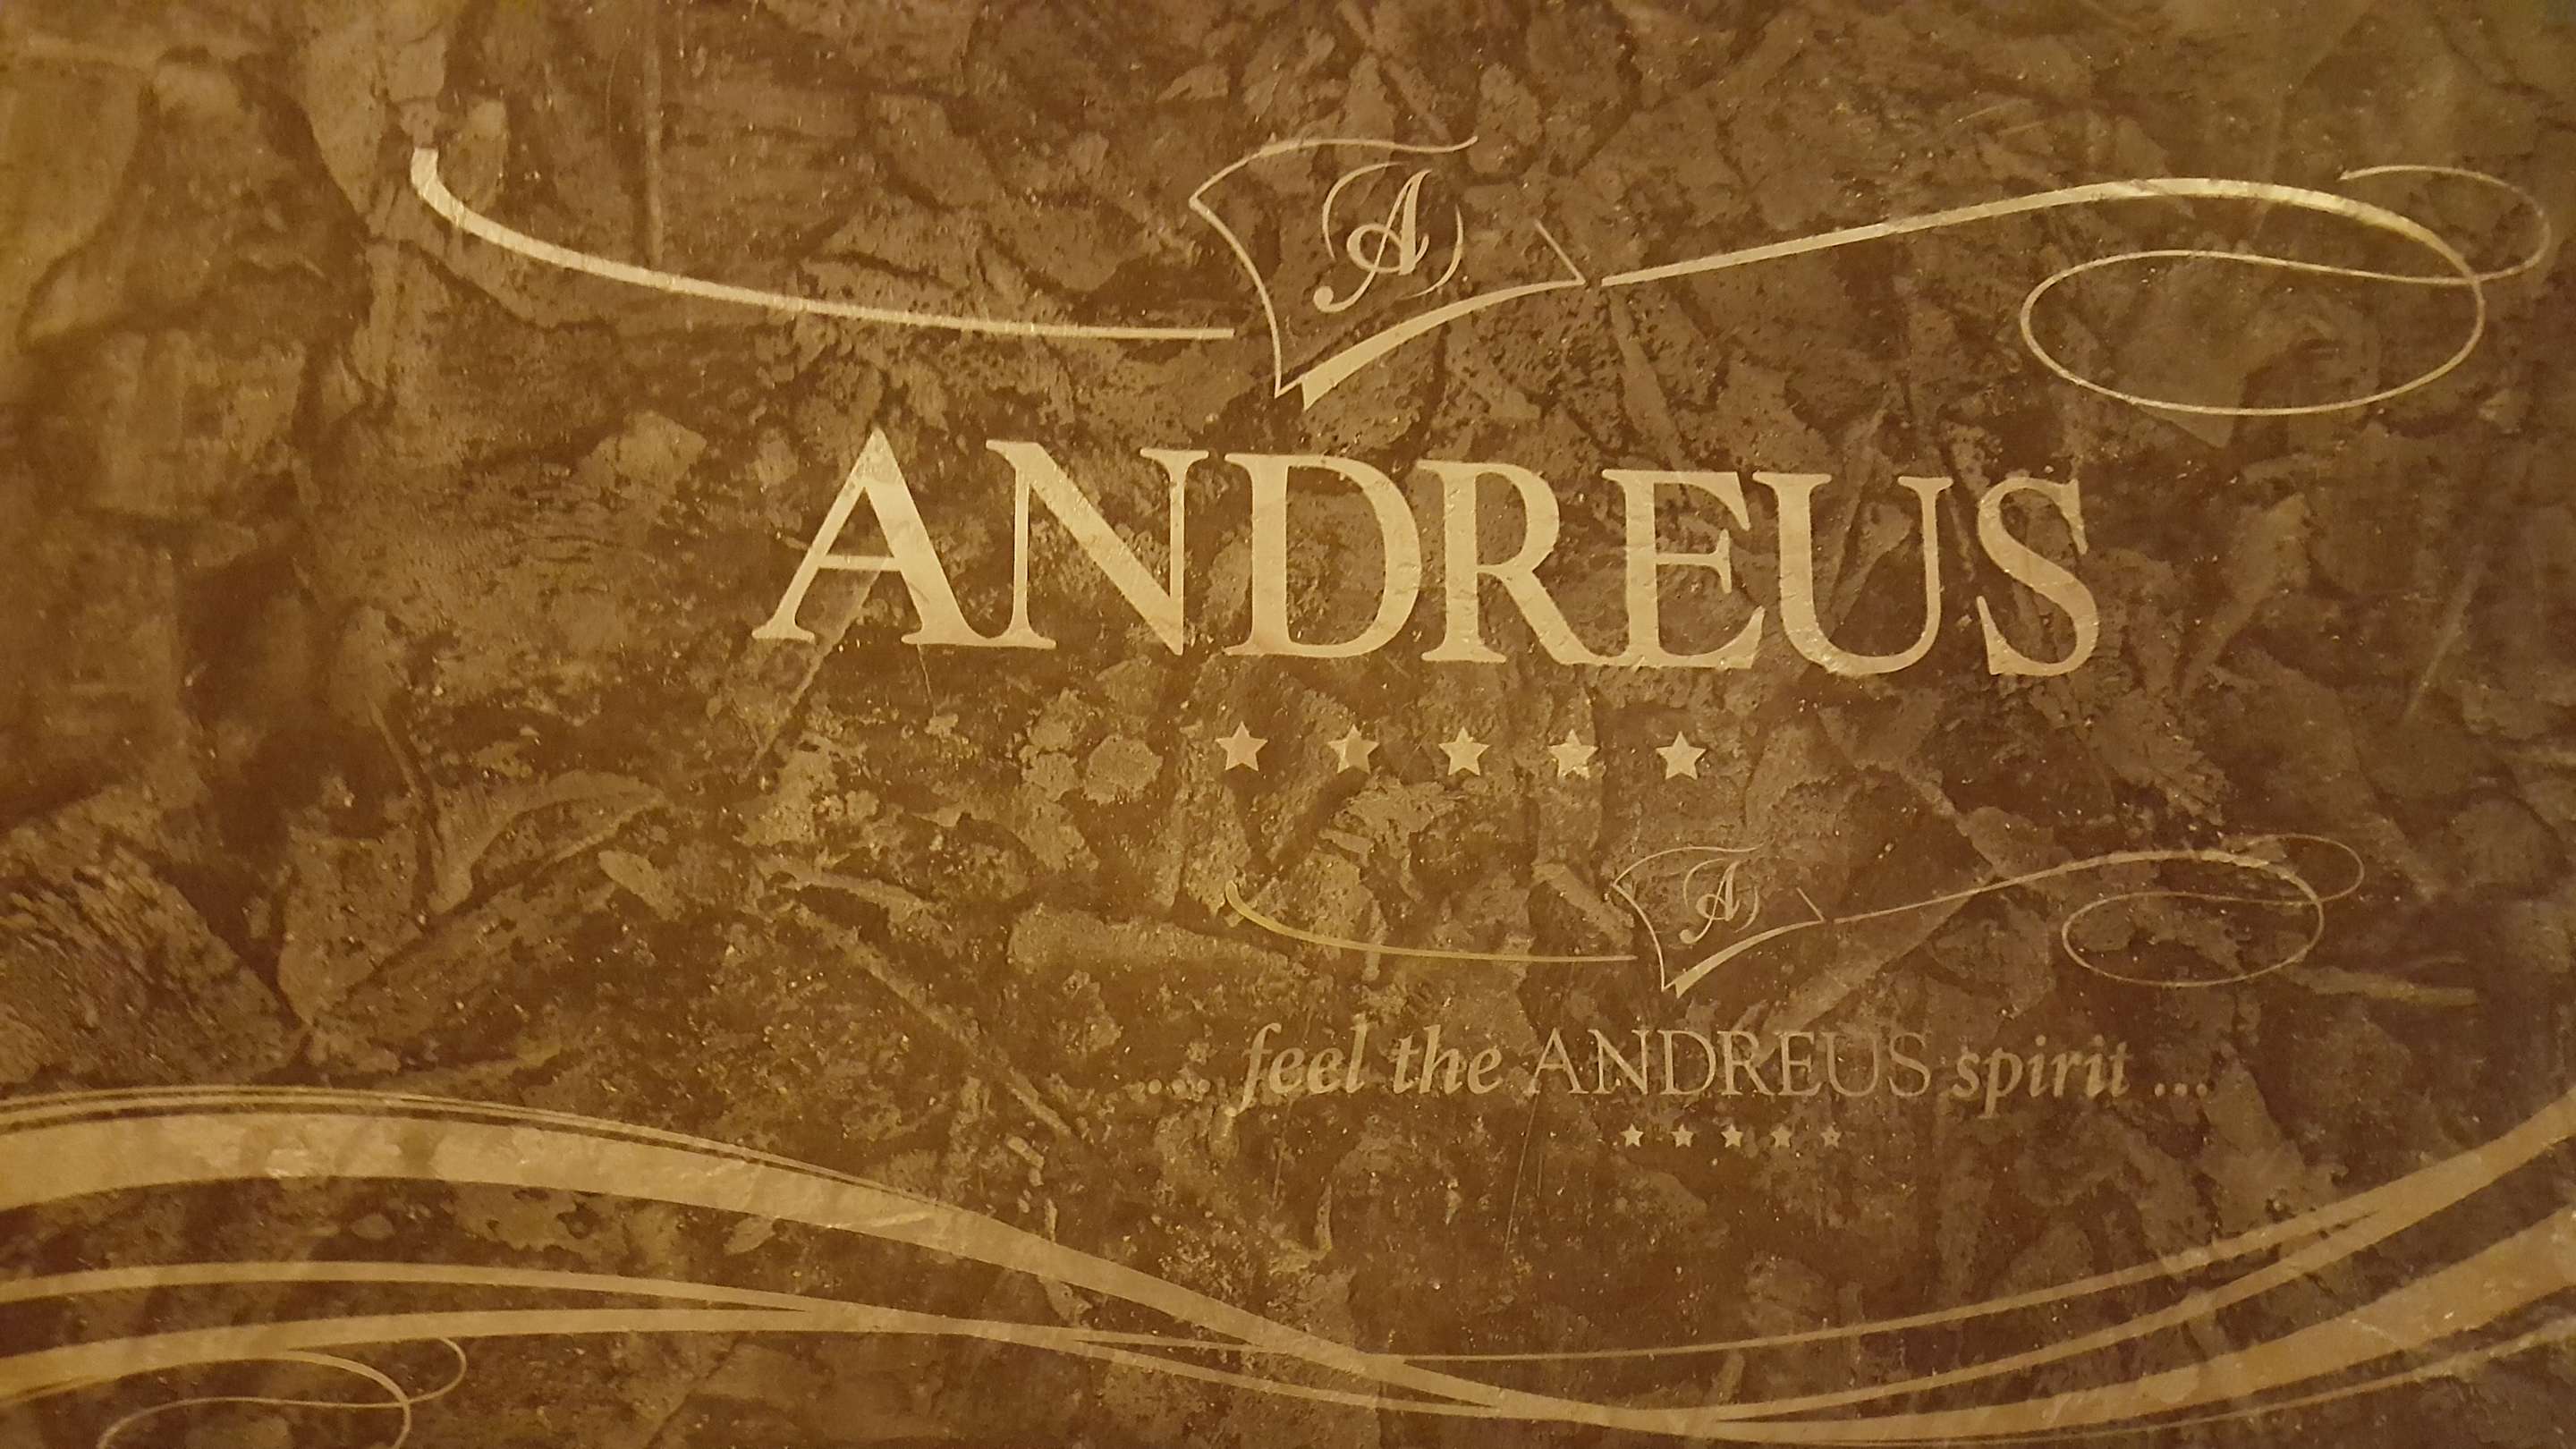 A
ANDREUS
★ ★ ★ ★ ★
A
... feel the ANDREUS spirit ...
★ ★ ★ ★ ★